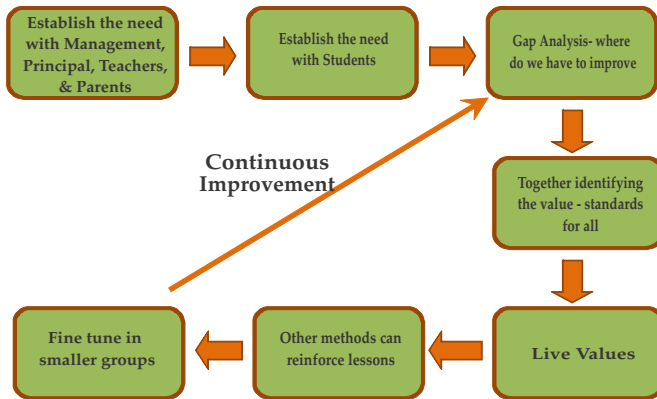 Establish the need
with Management,
Principal, Teachers,
& Parents
Establish the need
with Students
Gap Analysis- where
do we have to improve
Continuous
Improvement
Together identifying
the value - standards
for all
Live Values
Other methods can
reinforce lessons
Fine tune in
smaller groups